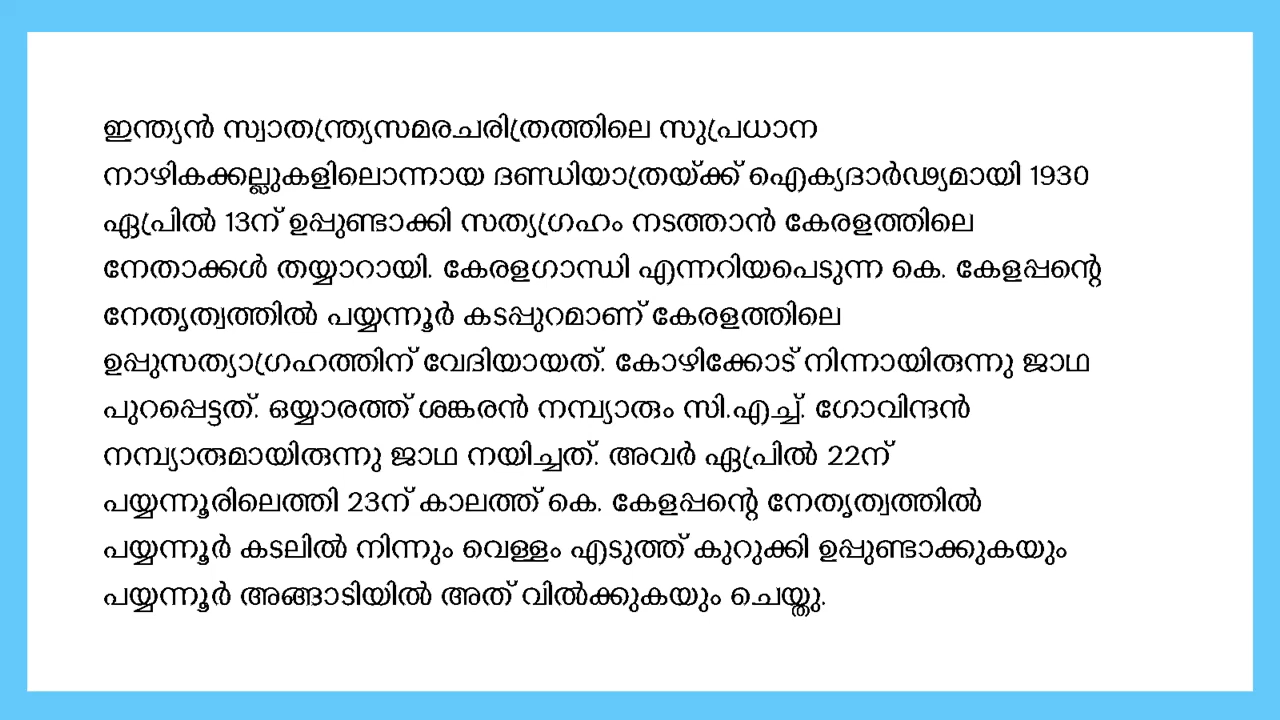 ഇന്ത്യൻ സ്വാതന്ത്ര്യസമരചരിത്രത്തിലെ സുപ്രധാന
നാഴികക്കല്ലുകളിലൊന്നായ ദണ്ഡിയാത്രയ്ക്ക് ഐക്യദാർഢ്യമായി 1930
ഏപ്രിൽ 13ന് ഉപ്പുണ്ടാക്കി സത്യഗ്രഹം നടത്താൻ കേരളത്തിലെ
നേതാക്കൾ തയ്യാറായി. കേരളഗാന്ധി എന്നറിയപെടുന്ന കെ. കേളപ്പന്റെ
നേതൃത്വത്തിൽ പയ്യന്നൂർ കടപ്പുറമാണ് കേരളത്തിലെ
ഉപ്പുസത്യാഗ്രഹത്തിന് വേദിയായത്. കോഴിക്കോട് നിന്നായിരുന്നു ജാഥ
പുറപ്പെട്ടത്. ഒയ്യാരത്ത് ശങ്കരൻ നമ്പ്യാരും സി.എച്ച്. ഗോവിന്ദൻ
നമ്പ്യാരുമായിരുന്നു ജാഥ നയിച്ചത്. അവർ ഏപ്രിൽ 22ന്
പയ്യന്നൂരിലെത്തി 23ന് കാലത്ത് കെ. കേളപ്പന്റെ നേതൃത്വത്തിൽ
പയ്യന്നൂർ കടലിൽ നിന്നും വെള്ളം എടുത്ത് കുറുക്കി ഉപ്പുണ്ടാക്കുകയും
പയ്യന്നൂർ അങ്ങാടിയിൽ അത് വിൽക്കുകയും ചെയ്തു.